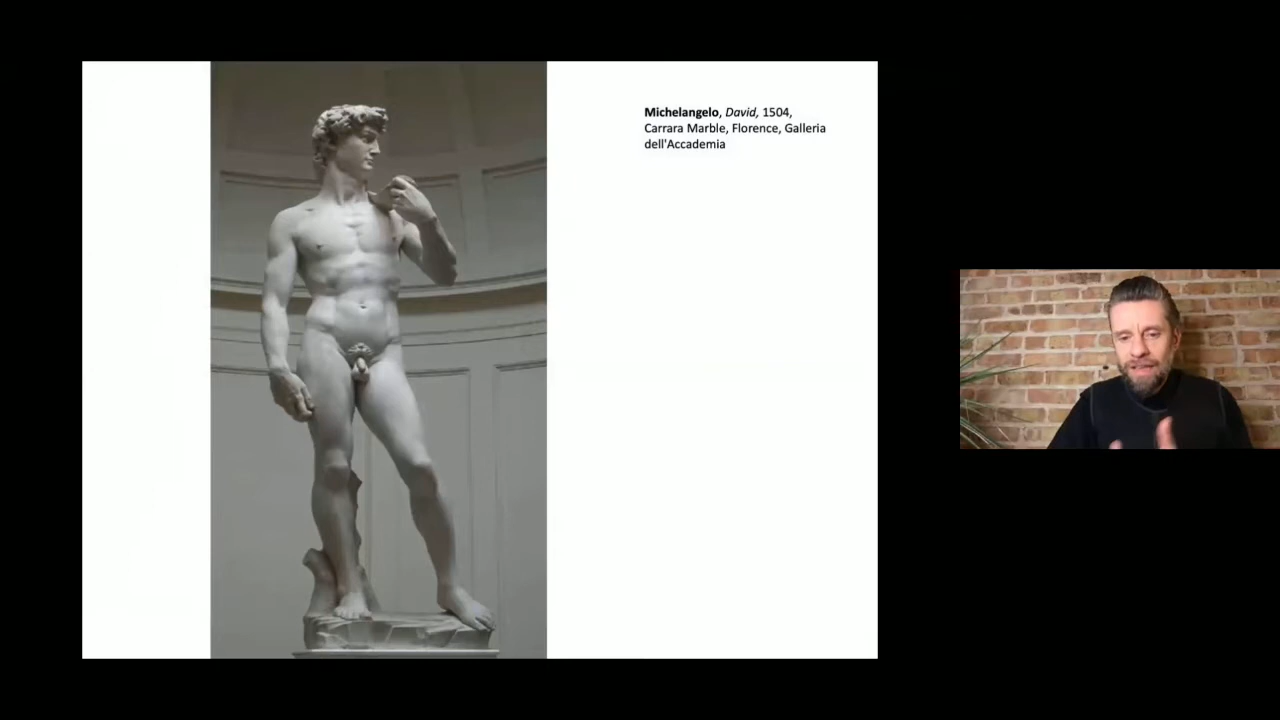 Michelangelo, David, 1504,
Carrara Marble, Florence, Galleria
dell'Accademia